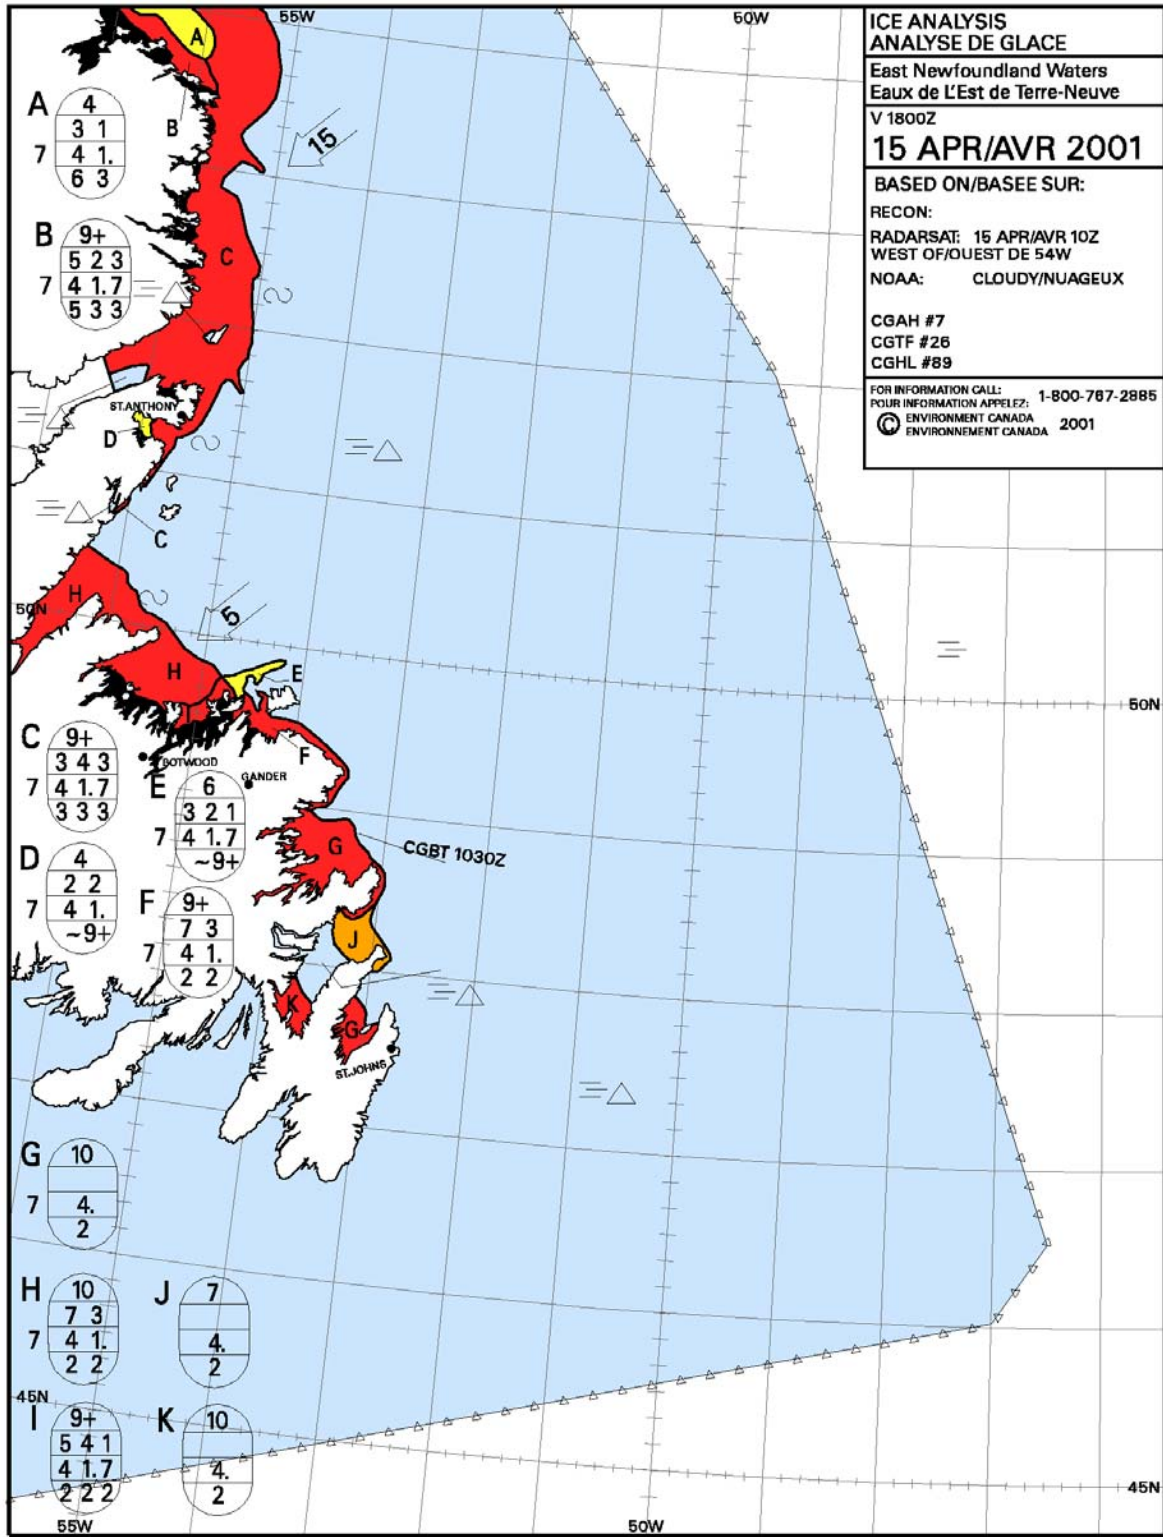 55W
50W
ICE ANALYSIS
ANALYSE DE GLACE
East Newfoundland Waters
Eaux de L'Est de Terre-Neuve
V 1800Z
15 APR/AVR 2001
BASED ON/BASEE SUR:
RECON:
RADARSAT: 15 APR/AVR 10Z
WEST OF/OUEST DE 54W
NOAA: CLOUDY/NUAGEUX
CGAH #7
CGTF #26
CGHL #89
FOR INFORMATION CALL: 1-800-767-2885
POUR INFORMATION APPELEZ:
© ENVIRONMENT CANADA 2001
ENVIRONNEMENT CANADA
A
B
15
A
4
3 1
7 4 1.
6 3
B
9+
5 2 3
7 4 1.7
5 3 3
C
ST.ANTHONY
D
C
H
50N
5
H
E
I
F
50N
BOTWOOD
GANDER
C
9+
3 4 3
7 4 1.7
3 3 3
E
6
3 2 1
7 4 1.7
~9+
G
CGBT 1030Z
D
4
2 2
7 4 1.
~9+
F
9+
7 3
7 4 1.
2 2
J
K
G
ST.JOHNS
G
10
7 4.
2
H
10
7 3
7 4 1.
2 2
J
7
4.
2
45N
I
9+
5 4 1
4 1.7
2 2 2
K
10
4.
2
45N
55W
50W